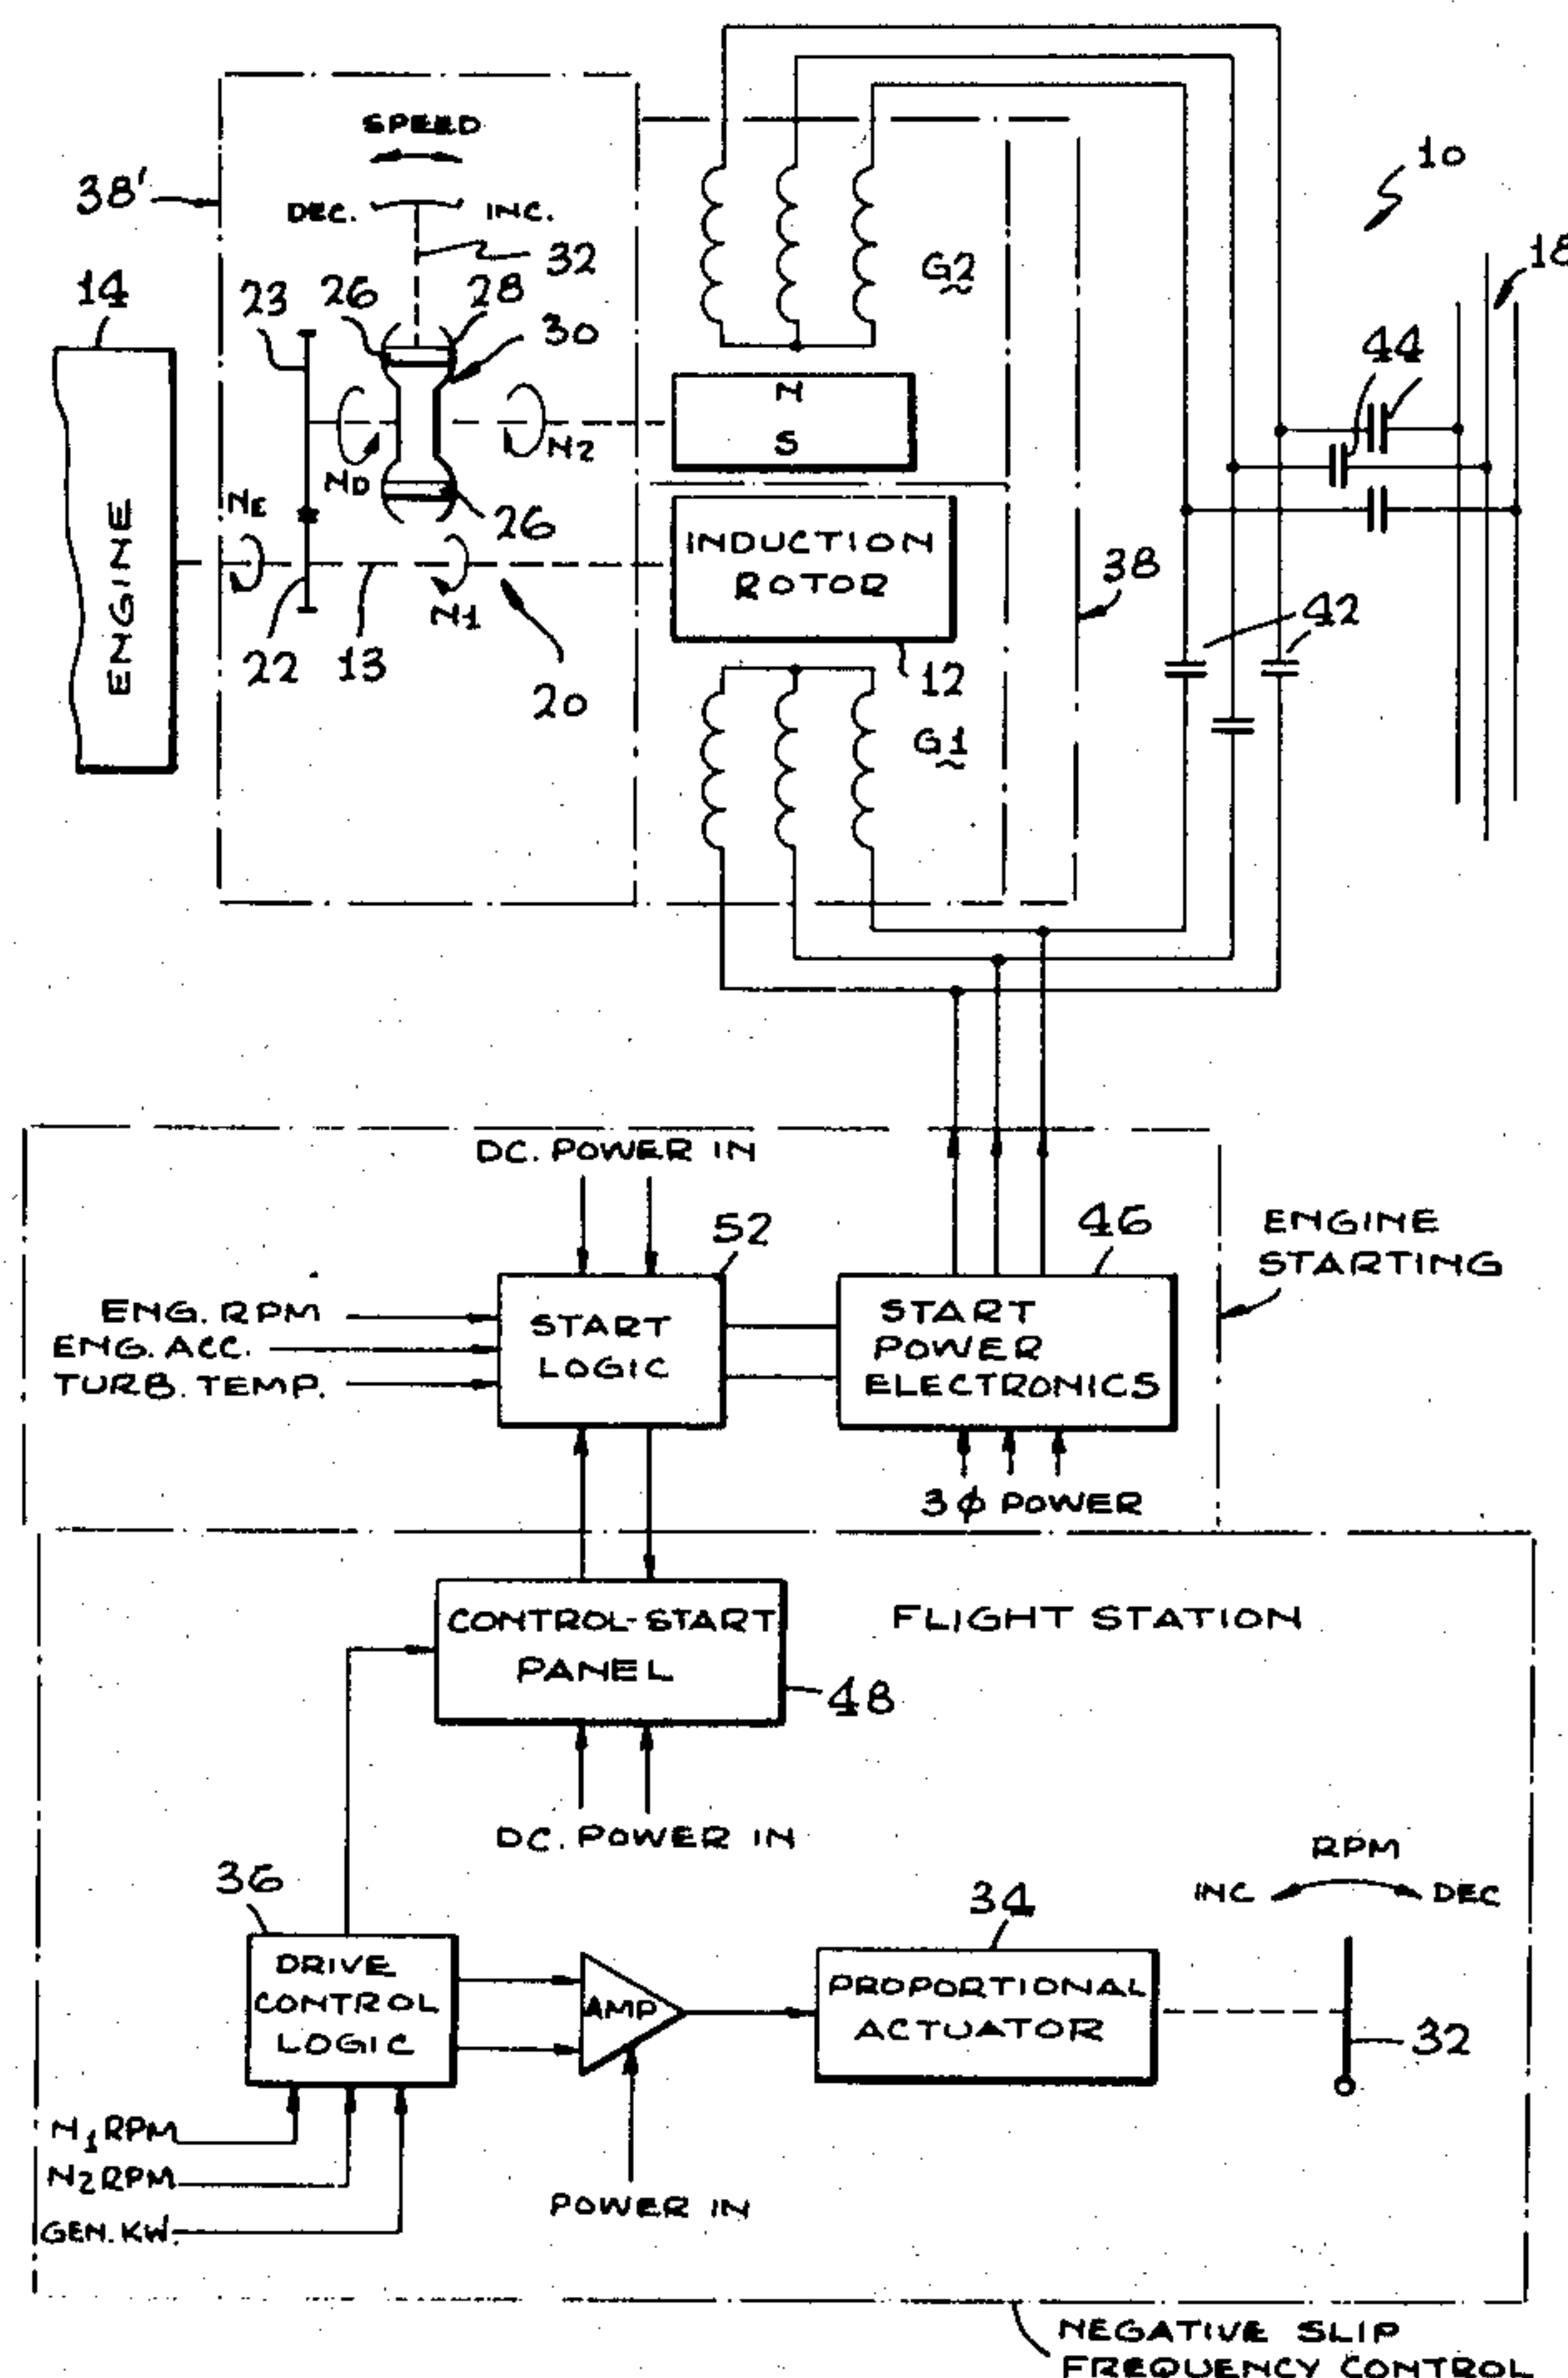 10
SPEED
38'
DEC.
INC.
32
18
14
23
26
28
30
G2
44
N
S
ND
N2
NE
26
ENGINE
INDUCTION
ROTOR
38
22
13
N1
20
12
42
G1
DC. POWER IN
52
46
ENGINE
STARTING
ENG. RPM
ENG. ACC.
TURB. TEMP.
START
LOGIC
START
POWER
ELECTRONICS
3ϕ POWER
CONTROL-START
PANEL
FLIGHT STATION
48
DC. POWER IN
36
34
RPM
INC
DEC
DRIVE
CONTROL
LOGIC
AMP
PROPORTIONAL
ACTUATOR
32
N1 RPM
N2 RPM
GEN. KW.
POWER IN
NEGATIVE SLIP
FREQUENCY CONTROL